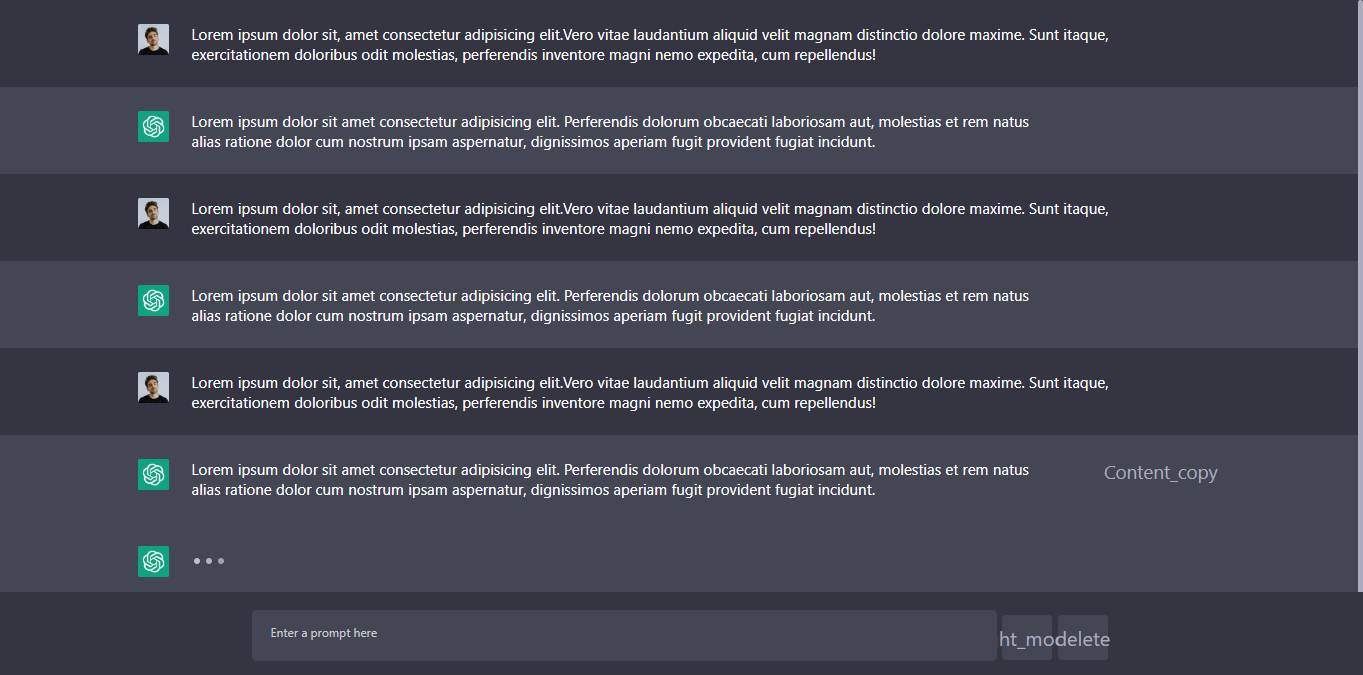 Lorem ipsum dolor sit, amet consectetur adipisicing elit.Vero vitae laudantium aliquid velit magnam distinctio dolore maxime. Sunt itaque,
exercitationem doloribus odit molestias, perferendis inventore magni nemo expedita, cum repellendus!
Lorem ipsum dolor sit amet consectetur adipisicing elit. Perferendis dolorum obcaecati laboriosam aut, molestias et rem natus
alias ratione dolor cum nostrum ipsam aspernatur, dignissimos aperiam fugit provident fugiat incidunt.
Lorem ipsum dolor sit, amet consectetur adipisicing elit.Vero vitae laudantium aliquid velit magnam distinctio dolore maxime. Sunt itaque,
exercitationem doloribus odit molestias, perferendis inventore magni nemo expedita, cum repellendus!
Lorem ipsum dolor sit amet consectetur adipisicing elit. Perferendis dolorum obcaecati laboriosam aut, molestias et rem natus
alias ratione dolor cum nostrum ipsam aspernatur, dignissimos aperiam fugit provident fugiat incidunt.
Lorem ipsum dolor sit, amet consectetur adipisicing elit.Vero vitae laudantium aliquid velit magnam distinctio dolore maxime. Sunt itaque,
exercitationem doloribus odit molestias, perferendis inventore magni nemo expedita, cum repellendus!
Lorem ipsum dolor sit amet consectetur adipisicing elit. Perferendis dolorum obcaecati laboriosam aut, molestias et rem natus
alias ratione dolor cum nostrum ipsam aspernatur, dignissimos aperiam fugit provident fugiat incidunt.
Content_copy
Enter a prompt here
ht_mo
delete